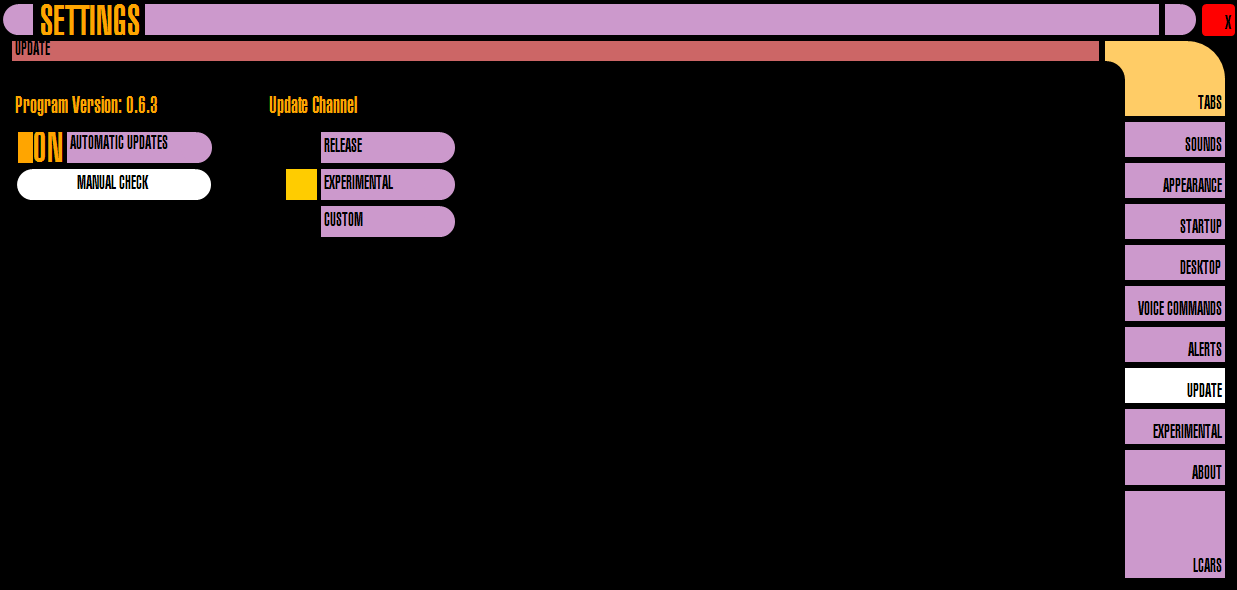 SETTINGS
X
UPDATE
TABS
Program Version: 0.6.3
Update Channel
ON AUTOMATIC UPDATES
RELEASE
SOUNDS
MANUAL CHECK
EXPERIMENTAL
APPEARANCE
CUSTOM
STARTUP
DESKTOP
VOICE COMMANDS
ALERTS
UPDATE
EXPERIMENTAL
ABOUT
LCARS